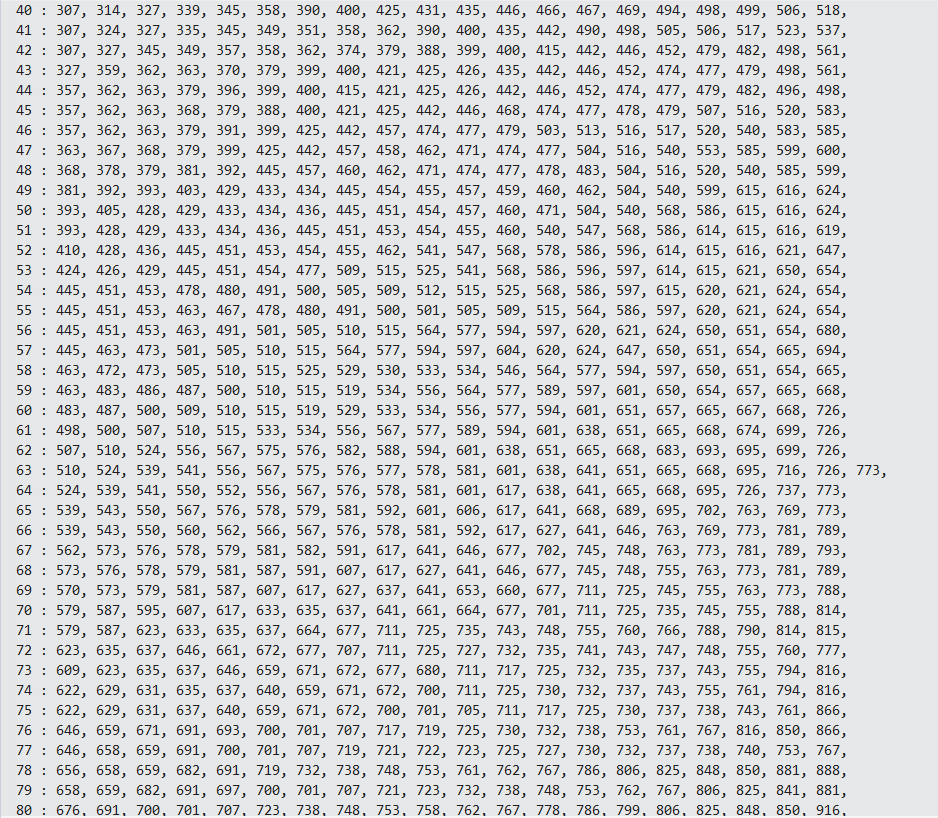 40 : 307, 314, 327, 339, 345, 358, 390, 400, 425, 431, 435, 446, 466, 467, 469, 494, 498, 499, 506, 518,
41 : 307, 324, 327, 335, 345, 349, 351, 358, 362, 390, 400, 435, 442, 490, 498, 505, 506, 517, 523, 537,
42 : 307, 327, 345, 349, 357, 358, 362, 374, 379, 388, 399, 400, 415, 442, 446, 452, 479, 482, 498, 561,
43 : 327, 359, 362, 363, 370, 379, 399, 400, 421, 425, 426, 435, 442, 446, 452, 474, 477, 479, 498, 561,
44 : 357, 362, 363, 379, 396, 399, 400, 415, 421, 425, 426, 442, 446, 452, 474, 477, 479, 482, 496, 498,
45 : 357, 362, 363, 368, 379, 388, 400, 421, 425, 442, 446, 468, 474, 477, 478, 479, 507, 516, 520, 583,
46 : 357, 362, 363, 379, 391, 399, 425, 442, 457, 474, 477, 479, 503, 513, 516, 517, 520, 540, 583, 585,
47 : 363, 367, 368, 379, 399, 425, 442, 457, 458, 462, 471, 474, 477, 504, 516, 540, 553, 585, 599, 600,
48 : 368, 378, 379, 381, 392, 445, 457, 460, 462, 471, 474, 477, 478, 483, 504, 516, 520, 540, 585, 599,
49 : 381, 392, 393, 403, 429, 433, 434, 445, 454, 455, 457, 459, 460, 462, 504, 540, 599, 615, 616, 624,
50 : 393, 405, 428, 429, 433, 434, 436, 445, 451, 454, 457, 460, 471, 504, 540, 568, 586, 615, 616, 624,
51 : 393, 428, 429, 433, 434, 436, 445, 451, 453, 454, 455, 460, 540, 547, 568, 586, 614, 615, 616, 619,
52 : 410, 428, 436, 445, 451, 453, 454, 455, 462, 541, 547, 568, 578, 586, 596, 614, 615, 616, 621, 647,
53 : 424, 426, 429, 445, 451, 454, 477, 509, 515, 525, 541, 568, 586, 596, 597, 614, 615, 621, 650, 654,
54 : 445, 451, 453, 478, 480, 491, 500, 505, 509, 512, 515, 525, 568, 586, 597, 615, 620, 621, 624, 654,
55 : 445, 451, 453, 463, 467, 478, 480, 491, 500, 501, 505, 509, 515, 564, 586, 597, 620, 621, 624, 654,
56 : 445, 451, 453, 463, 491, 501, 505, 510, 515, 564, 577, 594, 597, 620, 621, 624, 650, 651, 654, 680,
57 : 445, 463, 473, 501, 505, 510, 515, 564, 577, 594, 597, 604, 620, 624, 647, 650, 651, 654, 665, 694,
58 : 463, 472, 473, 505, 510, 515, 525, 529, 530, 533, 534, 546, 564, 577, 594, 597, 650, 651, 654, 665,
59 : 463, 483, 486, 487, 500, 510, 515, 519, 534, 556, 564, 577, 589, 597, 601, 650, 654, 657, 665, 668,
60 : 483, 487, 500, 509, 510, 515, 519, 529, 533, 534, 556, 577, 594, 601, 651, 657, 665, 667, 668, 726,
61 : 498, 500, 507, 510, 515, 533, 534, 556, 567, 577, 589, 594, 601, 638, 651, 665, 668, 674, 699, 726,
62 : 507, 510, 524, 556, 567, 575, 576, 582, 588, 594, 601, 638, 651, 665, 668, 683, 693, 695, 699, 726,
63 : 510, 524, 539, 541, 556, 567, 575, 576, 577, 578, 581, 601, 638, 641, 651, 665, 668, 695, 716, 726, 773,
64 : 524, 539, 541, 550, 552, 556, 567, 576, 578, 581, 601, 617, 638, 641, 665, 668, 695, 726, 737, 773,
65 : 539, 543, 550, 567, 576, 578, 579, 581, 592, 601, 606, 617, 641, 668, 689, 695, 702, 763, 769, 773,
66 : 539, 543, 550, 560, 562, 566, 567, 576, 578, 581, 592, 617, 627, 641, 646, 763, 769, 773, 781, 789,
67 : 562, 573, 576, 578, 579, 581, 582, 591, 617, 641, 646, 677, 702, 745, 748, 763, 773, 781, 789, 793,
68 : 573, 576, 578, 579, 581, 587, 591, 607, 617, 627, 641, 646, 677, 745, 748, 755, 763, 773, 781, 789,
69 : 570, 573, 579, 581, 587, 607, 617, 627, 637, 641, 653, 660, 677, 711, 725, 745, 755, 763, 773, 788,
70 : 579, 587, 595, 607, 617, 633, 635, 637, 641, 661, 664, 677, 701, 711, 725, 735, 745, 755, 788, 814,
71 : 579, 587, 623, 633, 635, 637, 664, 677, 711, 725, 735, 743, 748, 755, 760, 766, 788, 790, 814, 815,
72 : 623, 635, 637, 646, 661, 672, 677, 707, 711, 725, 727, 732, 735, 741, 743, 747, 748, 755, 760, 777,
73 : 609, 623, 635, 637, 646, 659, 671, 672, 677, 680, 711, 717, 725, 732, 735, 737, 743, 755, 794, 816,
74 : 622, 629, 631, 635, 637, 640, 659, 671, 672, 700, 711, 725, 730, 732, 737, 743, 755, 761, 794, 816,
75 : 622, 629, 631, 637, 640, 659, 671, 672, 700, 701, 705, 711, 717, 725, 730, 737, 738, 743, 761, 866,
76 : 646, 659, 671, 691, 693, 700, 701, 707, 717, 719, 725, 730, 732, 738, 753, 761, 767, 816, 850, 866,
77 : 646, 658, 659, 691, 700, 701, 707, 719, 721, 722, 723, 725, 727, 730, 732, 737, 738, 740, 753, 767,
78 : 656, 658, 659, 682, 691, 719, 732, 738, 748, 753, 761, 762, 767, 786, 806, 825, 848, 850, 881, 888,
79 : 658, 659, 682, 691, 697, 700, 701, 707, 721, 723, 732, 738, 748, 753, 762, 767, 806, 825, 841, 881,
80 : 676, 691, 700, 701, 707, 723, 738, 748, 753, 758, 762, 767, 778, 786, 799, 806, 825, 848, 850, 916,